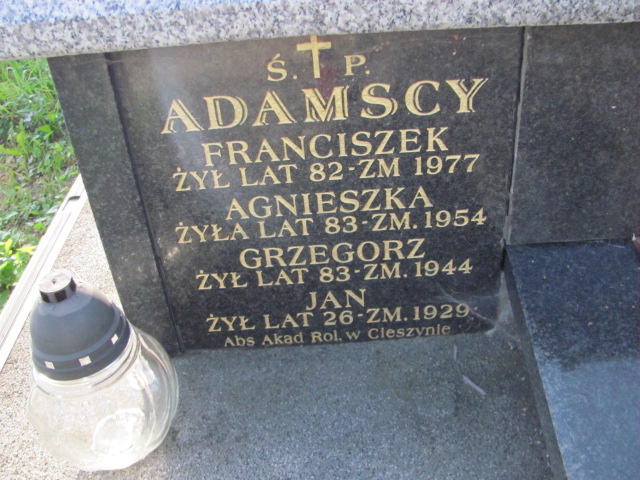 Ś. P.
ADAMSCY
FRANCISZEK
ŻYŁ LAT 82-ZM 1977
AGNIESZKA
ŻYŁA LAT 83-ZM. 1954
GRZEGORZ
ŻYŁ LAT 83-ZM. 1944
JAN
ŻYŁ LAT 26-ZM. 1929
Abs Akad Rol. w Cieszynie